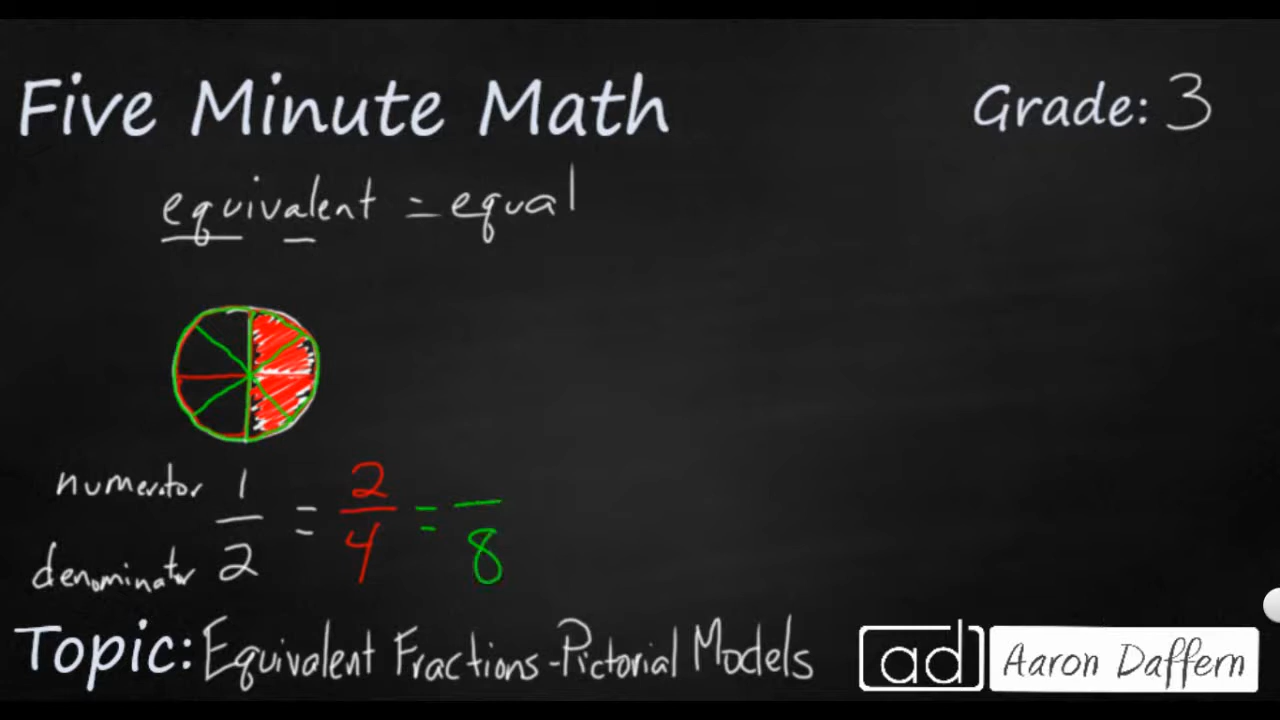 Five Minute Math
Grade: 3
equivalent = equal
numerator 1/2 = 2/4 = /8
denominator
Topic: Equivalent Fractions-Pictorial Models
ad Aaron Daffern